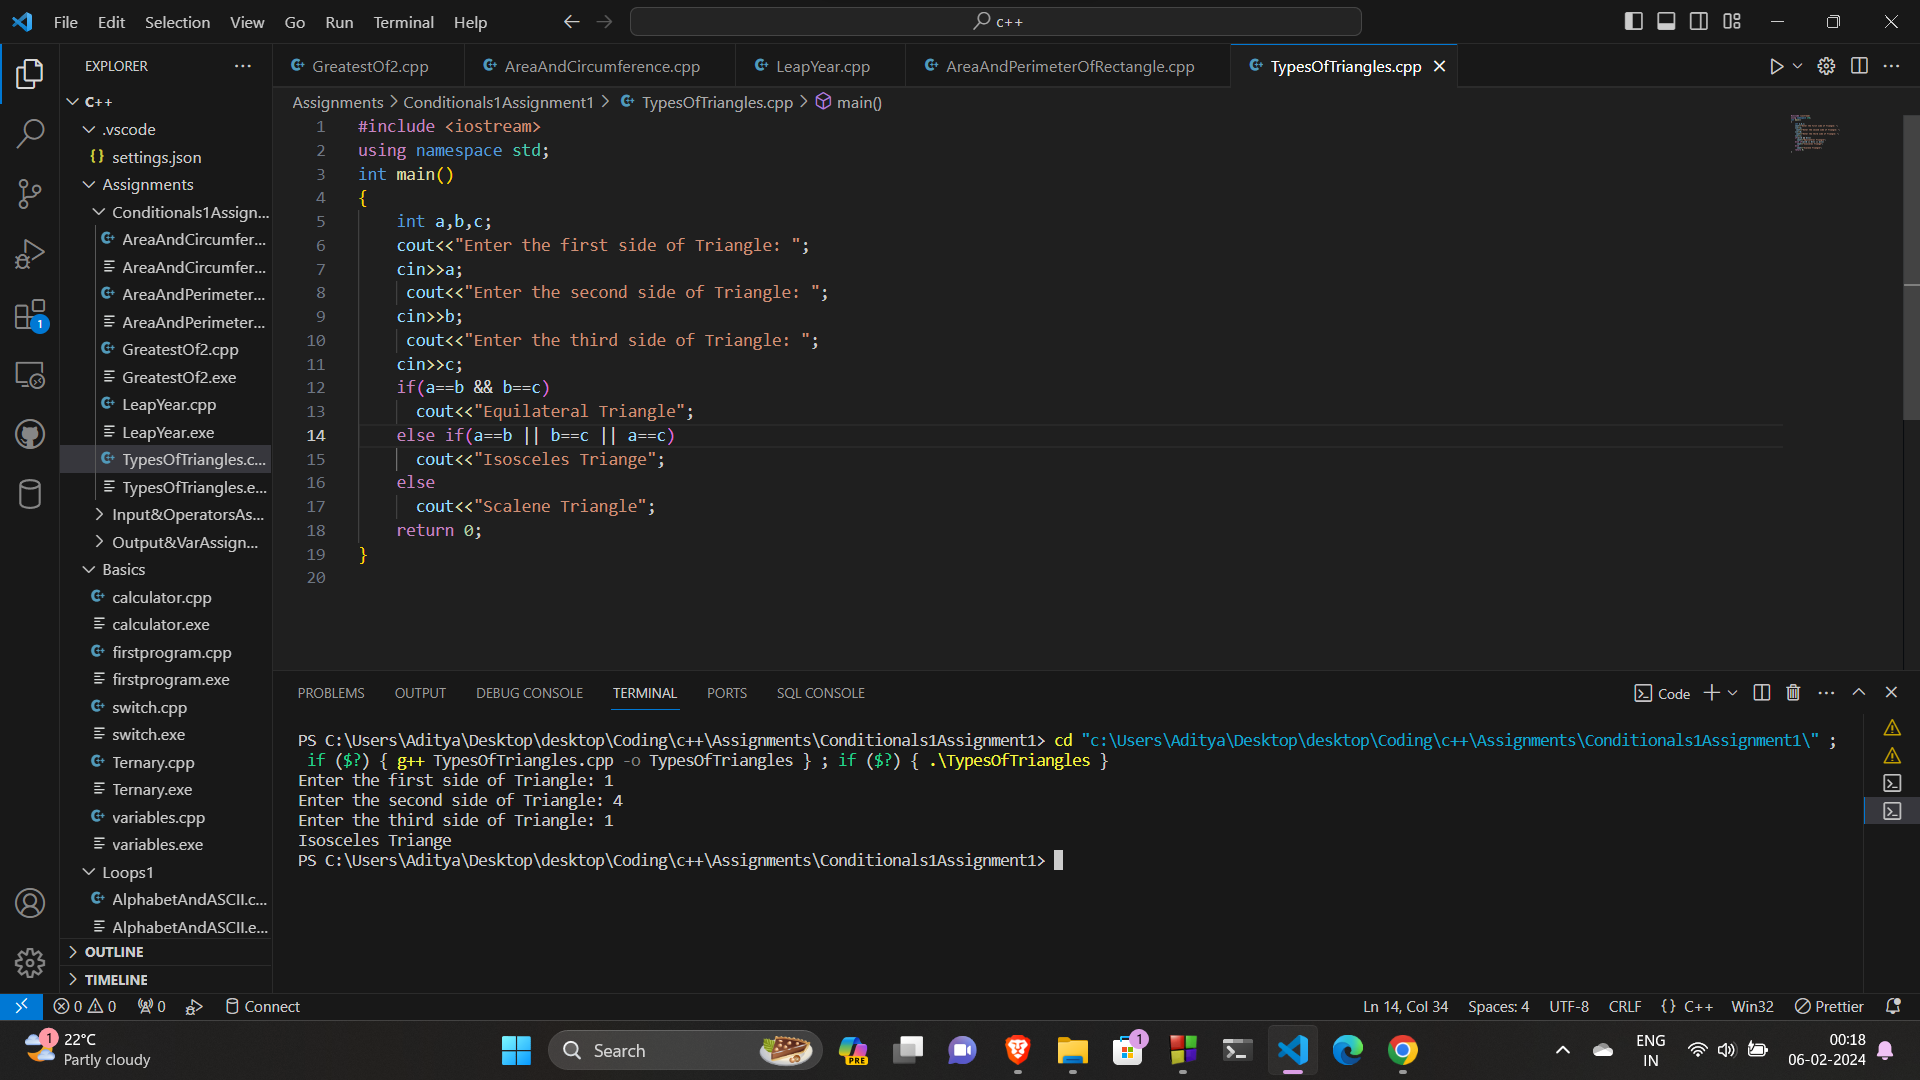 File Edit Selection View Go Run Terminal Help
c++
EXPLORER
GreatestOf2.cpp
AreaAndCircumference.cpp
LeapYear.cpp
AreaAndPerimeterOfRectangle.cpp
TypesOfTriangles.cpp
C++
.vscode
settings.json
Assignments
Conditionals1Assign...
AreaAndCircumfer...
AreaAndCircumfer...
AreaAndPerimeter...
AreaAndPerimeter...
GreatestOf2.cpp
GreatestOf2.exe
LeapYear.cpp
LeapYear.exe
TypesOfTriangles.c...
TypesOfTriangles.e...
Input&OperatorsAs...
Output&VarAssign...
Basics
calculator.cpp
calculator.exe
firstprogram.cpp
firstprogram.exe
switch.cpp
switch.exe
Ternary.cpp
Ternary.exe
variables.cpp
variables.exe
Loops1
AlphabetAndASCII.c...
AlphabetAndASCII.e...
OUTLINE
TIMELINE
1
Assignments > Conditionals1Assignment1 > TypesOfTriangles.cpp > main()
1 #include <iostream>
2 using namespace std;
3 int main()
4 {
5 int a,b,c;
6 cout<<"Enter the first side of Triangle: ";
7 cin>>a;
8 cout<<"Enter the second side of Triangle: ";
9 cin>>b;
10 cout<<"Enter the third side of Triangle: ";
11 cin>>c;
12 if(a==b && b==c)
13 cout<<"Equilateral Triangle";
14 else if(a==b || b==c || a==c)
15 cout<<"Isosceles Triange";
16 else
17 cout<<"Scalene Triangle";
18 return 0;
19 }
20
PROBLEMS OUTPUT DEBUG CONSOLE TERMINAL PORTS SQL CONSOLE
Code
PS C:\Users\Aditya\Desktop\desktop\Coding\c++\Assignments\Conditionals1Assignment1> cd "c:\Users\Aditya\Desktop\desktop\Coding\c++\Assignments\Conditionals1Assignment1\" ;
if ($?) { g++ TypesOfTriangles.cpp -o TypesOfTriangles } ; if ($?) { .\TypesOfTriangles }
Enter the first side of Triangle: 1
Enter the second side of Triangle: 4
Enter the third side of Triangle: 1
Isosceles Triange
PS C:\Users\Aditya\Desktop\desktop\Coding\c++\Assignments\Conditionals1Assignment1>
0 0 0 Connect
Ln 14, Col 34 Spaces: 4 UTF-8 CRLF {} C++ Win32 Prettier
1
22°C
Partly cloudy
Search
PRE
1
ENG
IN
00:18
06-02-2024